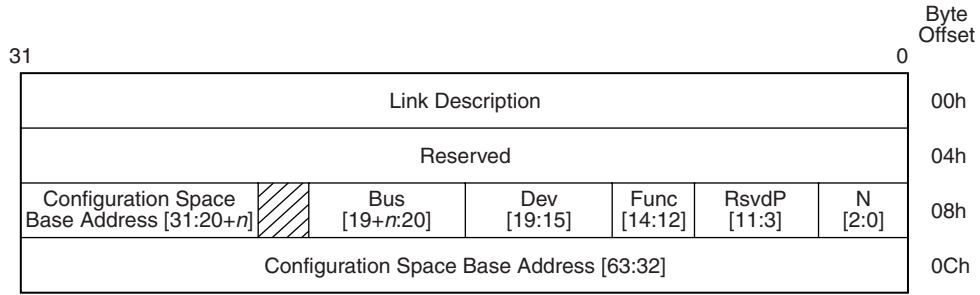 Byte
Offset
31 0
Link Description 00h
Reserved 04h
Configuration Space Bus Dev Func RsvdP N
Base Address [31:20+n] [19+n:20] [19:15] [14:12] [11:3] [2:0] 08h
Configuration Space Base Address [63:32] 0Ch